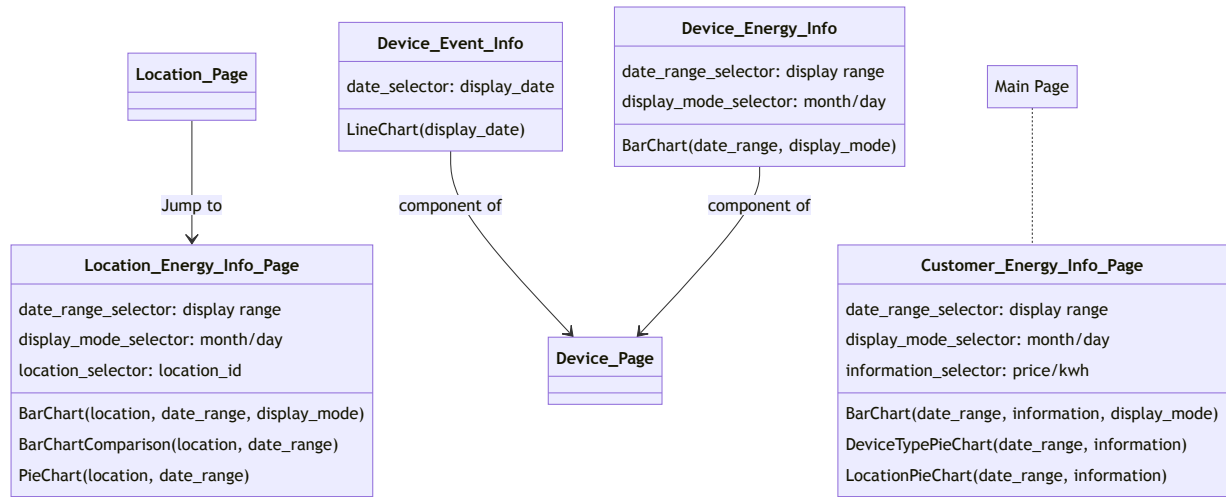 Location_Page
Jump to
Location_Energy_Info_Page
date_range_selector: display range
display_mode_selector: month/day
location_selector: location_id
BarChart(location, date_range, display_mode)
BarChartComparison(location, date_range)
PieChart(location, date_range)
Device_Event_Info
date_selector: display_date
LineChart(display_date)
component of
Device_Energy_Info
date_range_selector: display range
display_mode_selector: month/day
BarChart(date_range, display_mode)
component of
Device_Page
Main Page
Customer_Energy_Info_Page
date_range_selector: display range
display_mode_selector: month/day
information_selector: price/kwh
BarChart(date_range, information, display_mode)
DeviceTypePieChart(date_range, information)
LocationPieChart(date_range, information)